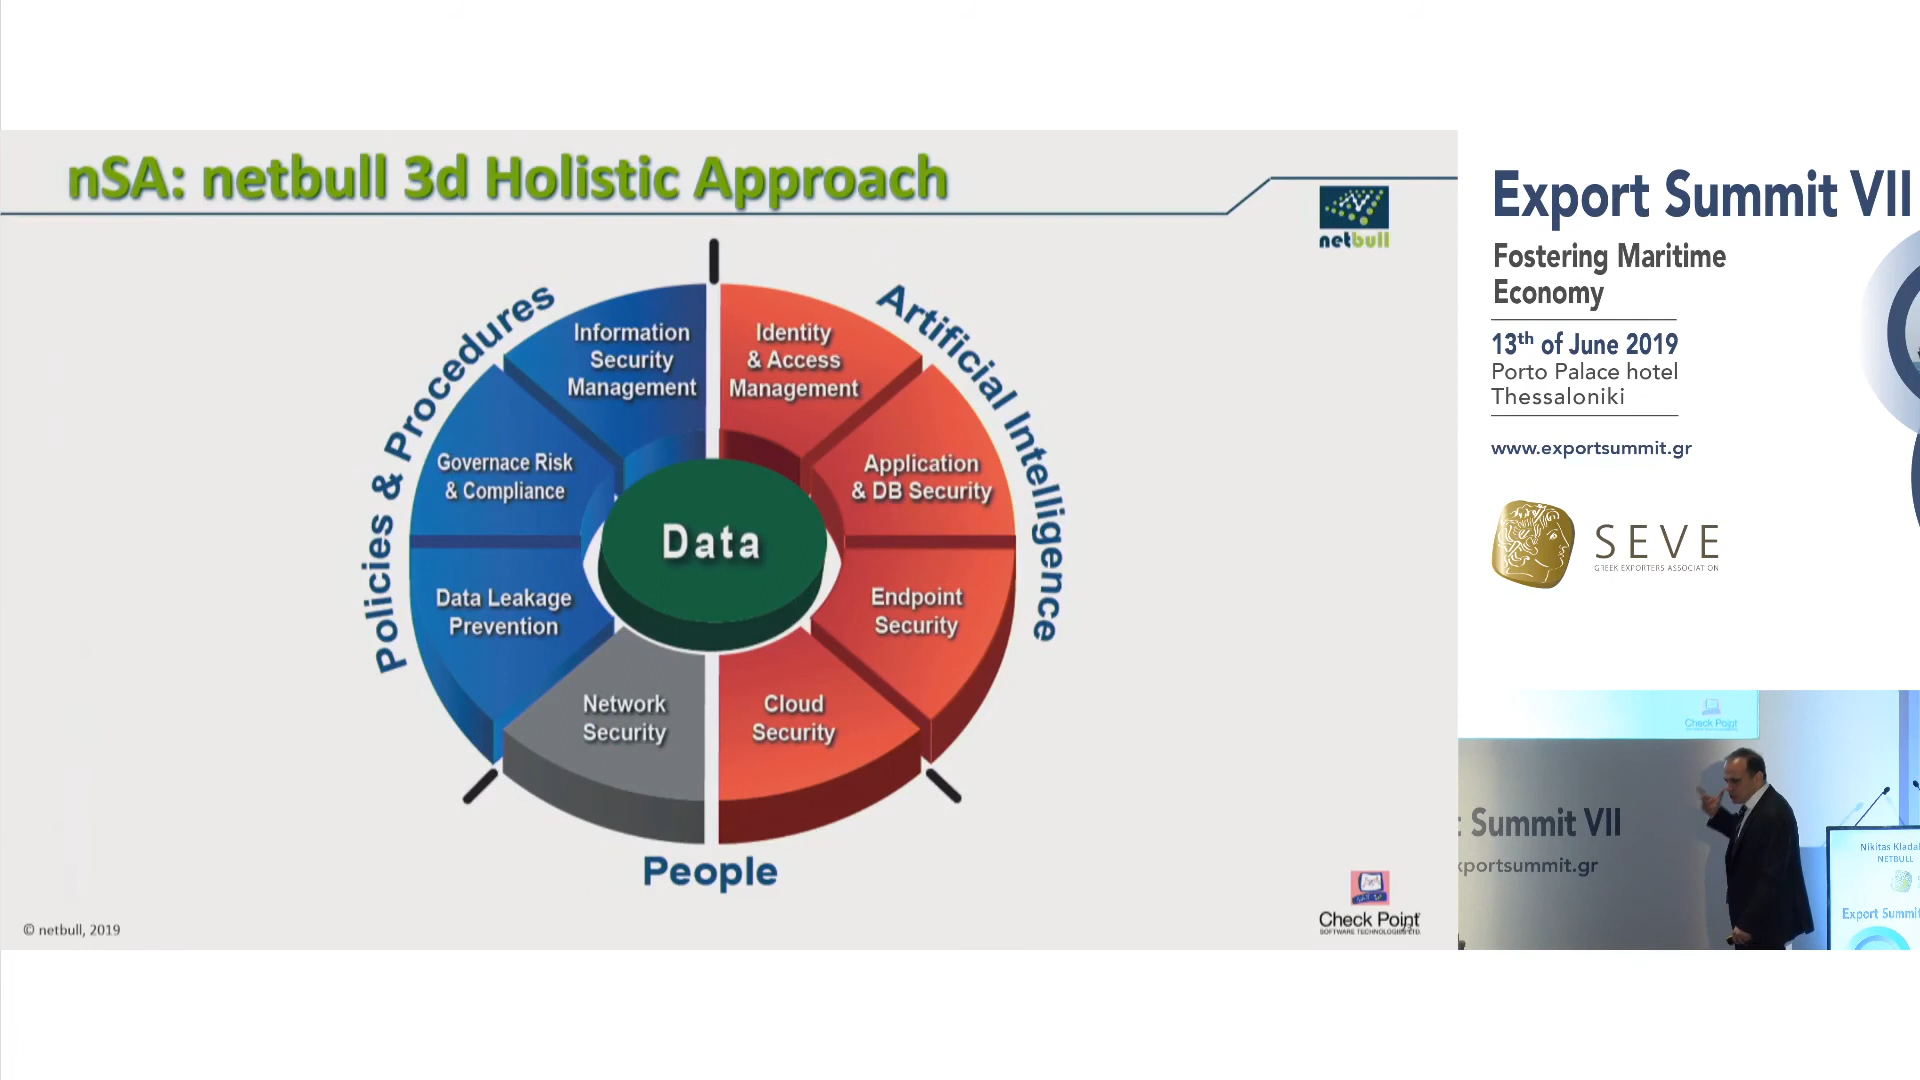 nSA: netbull 3d Holistic Approach
netbull
Policies & Procedures
Artificial Intelligence
Information
Security
Management
Identity
& Access
Management
Governace Risk
& Compliance
Application
& DB Security
Data
Data Leakage
Prevention
Endpoint
Security
Network
Security
Cloud
Security
People
© netbull, 2019
Check Point
SOFTWARE TECHNOLOGIES LTD.
Export Summit VII
Fostering Maritime
Economy
13th of June 2019
Porto Palace hotel
Thessaloniki
www.exportsummit.gr
SEVE
GREEK EXPORTERS ASSOCIATION
Check Point
Summit VII
xportsummit.gr
Nikitas Klada
NETBULL
Export Summit